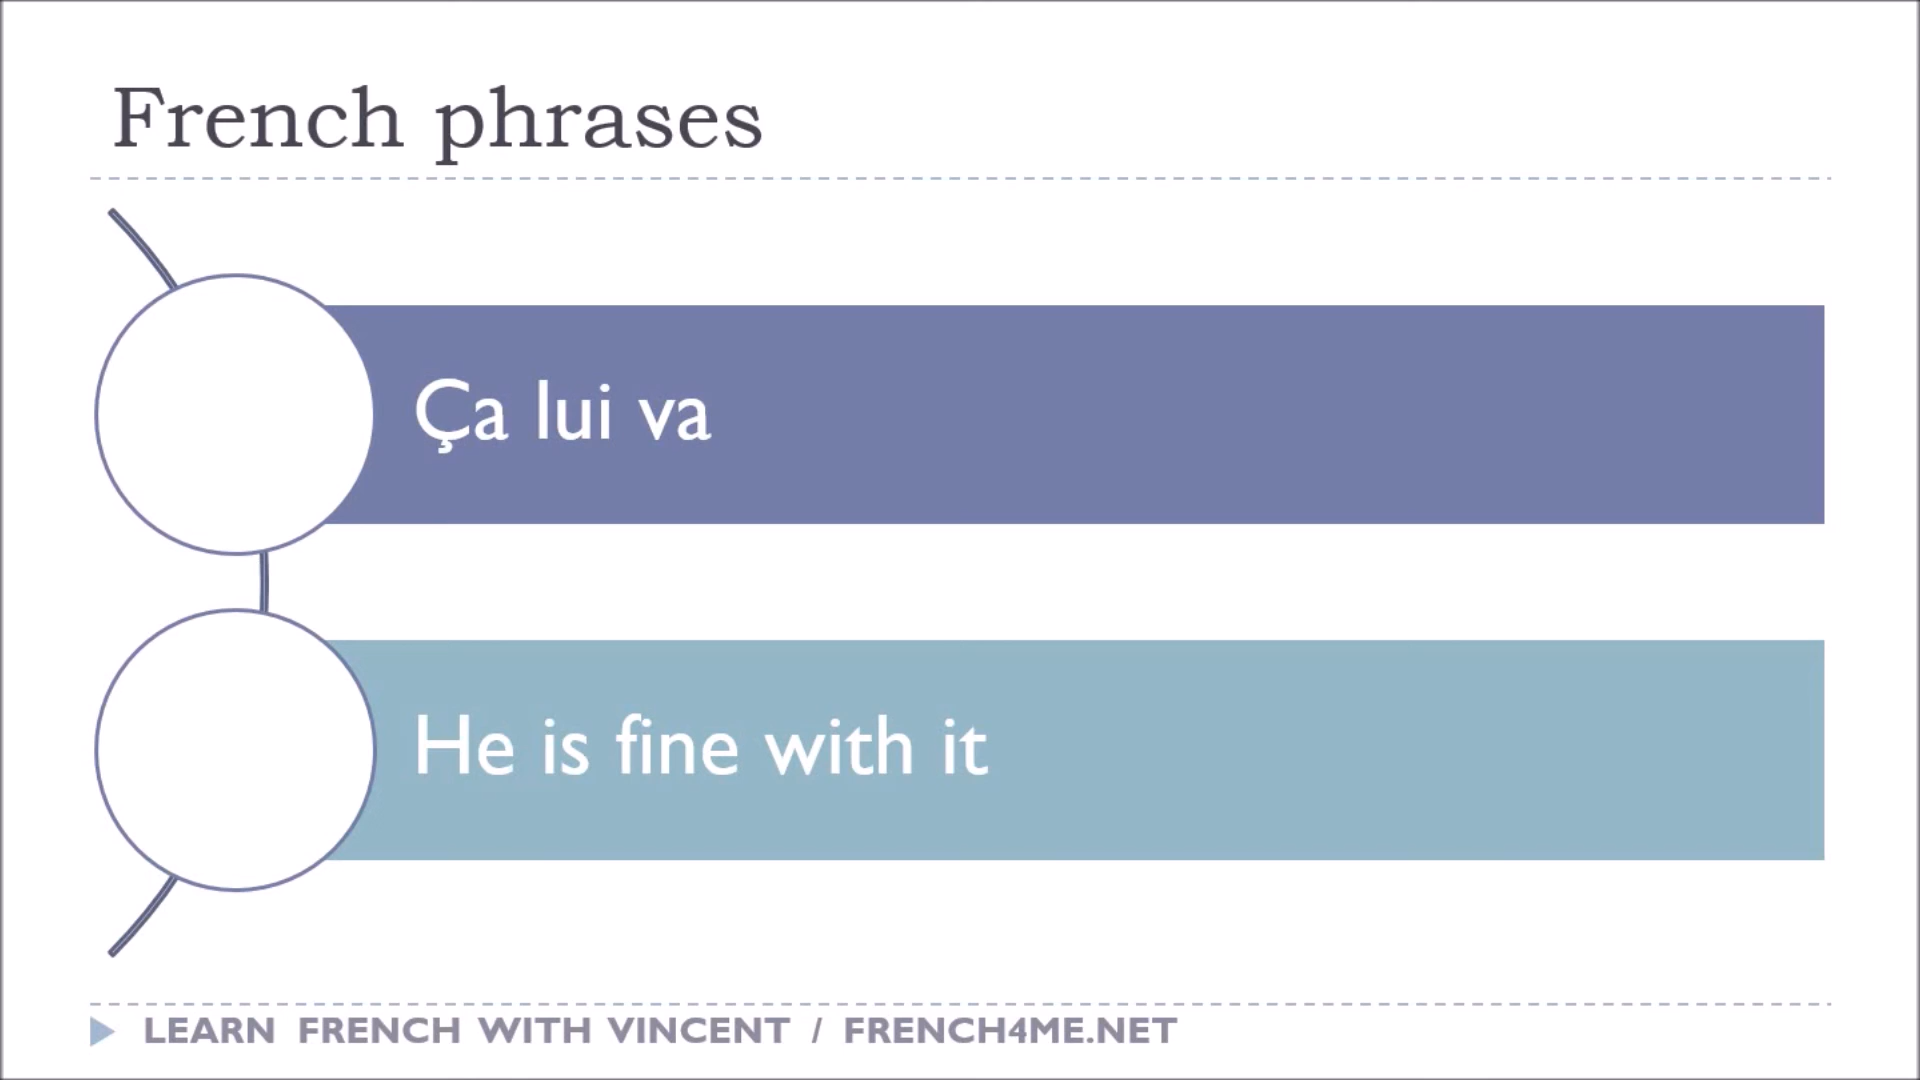 French phrases
Ça lui va
He is fine with it
LEARN FRENCH WITH VINCENT / FRENCH4ME.NET